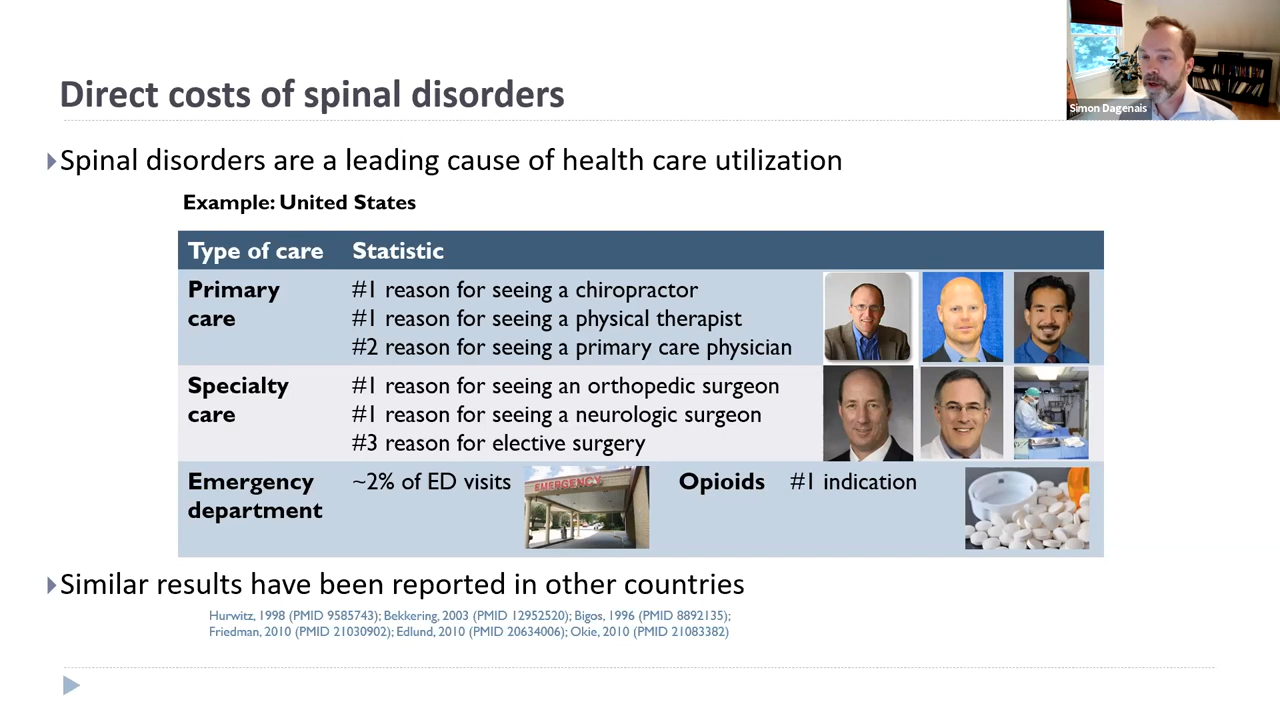 Simon Dagenais
Direct costs of spinal disorders
Spinal disorders are a leading cause of health care utilization
Example: United States
Type of care Statistic
Primary care
#1 reason for seeing a chiropractor
#1 reason for seeing a physical therapist
#2 reason for seeing a primary care physician
Specialty care
#1 reason for seeing an orthopedic surgeon
#1 reason for seeing a neurologic surgeon
#3 reason for elective surgery
Emergency department
~2% of ED visits
EMERGENCY
Opioids #1 indication
Similar results have been reported in other countries
Hurwitz, 1998 (PMID 9585743); Bekkering, 2003 (PMID 12952520); Bigos, 1996 (PMID 8892135);
Friedman, 2010 (PMID 21030902); Edlund, 2010 (PMID 20634006); Okie, 2010 (PMID 21083382)